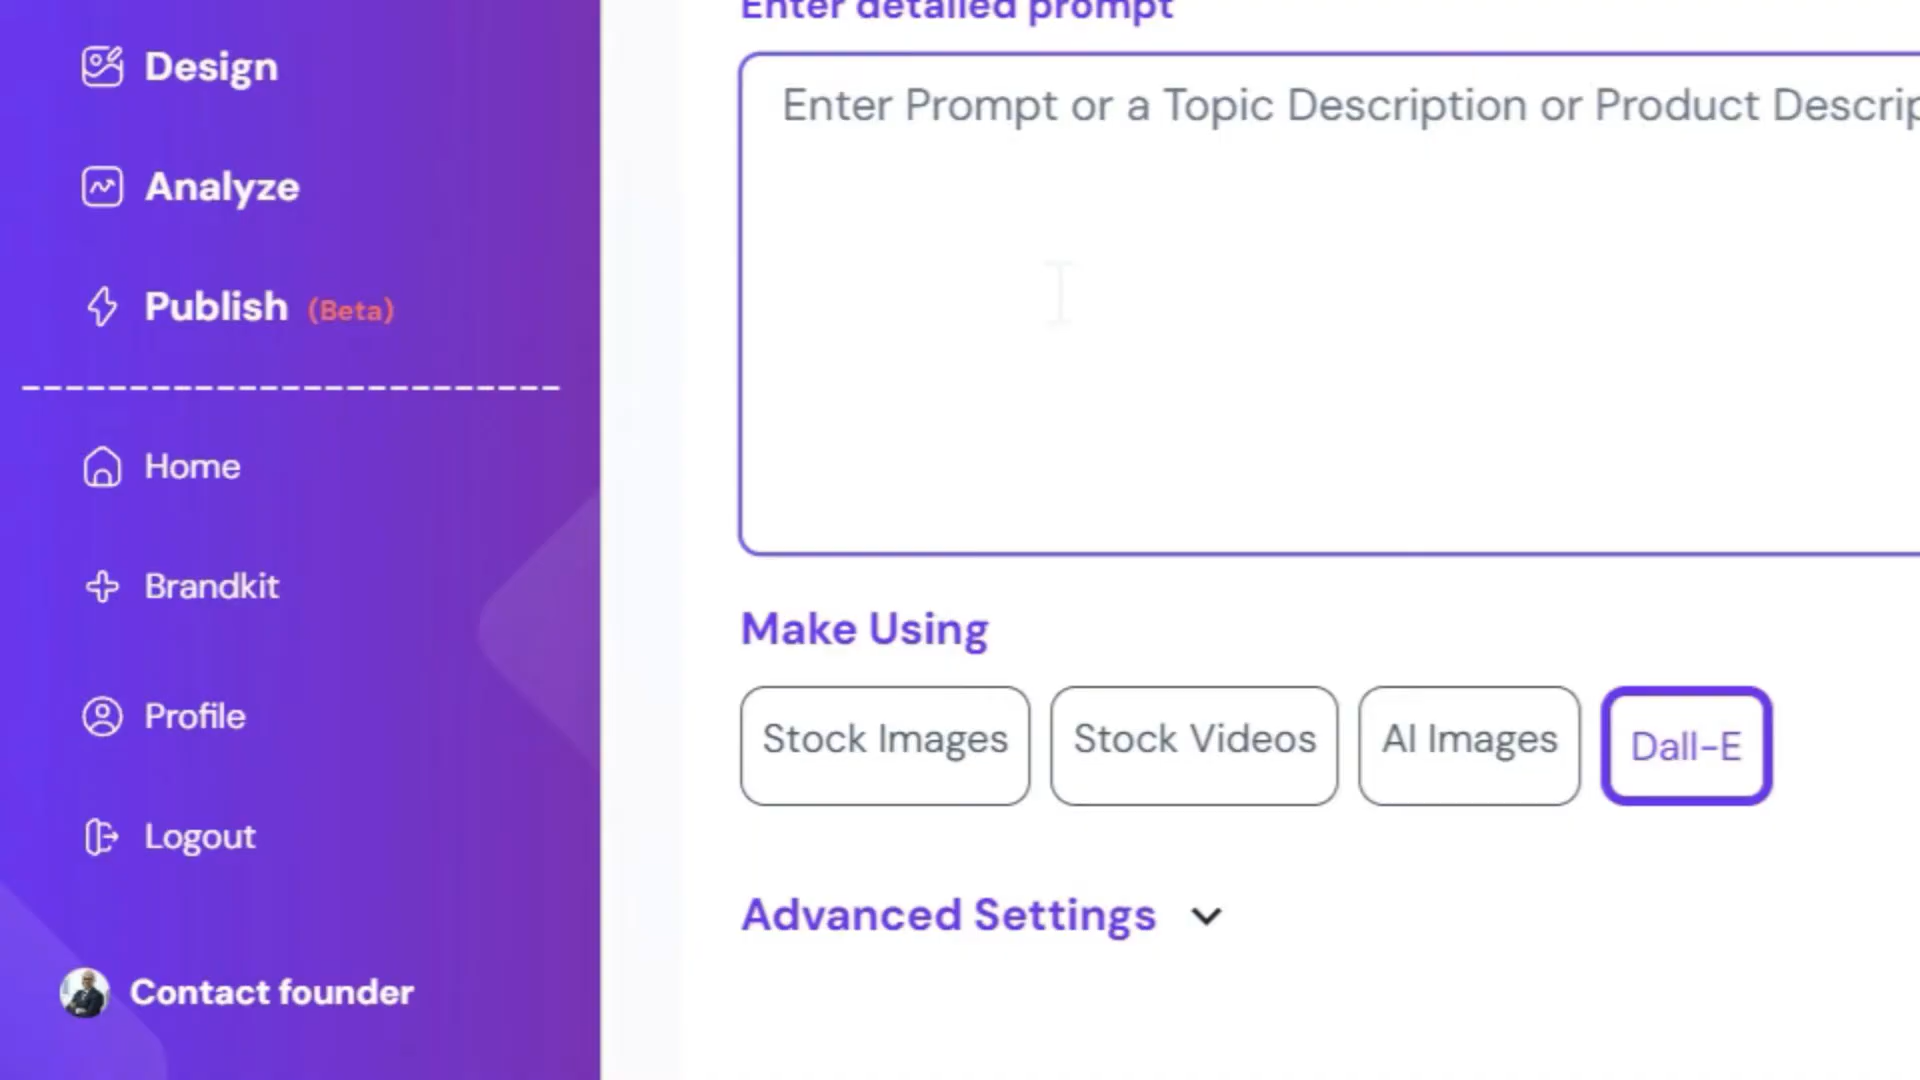 Design
Analyze
Publish (Beta)
Home
Brandkit
Profile
Logout
Contact founder
Enter detailed prompt
Enter Prompt or a Topic Description or Product Descrip
Make Using
Stock Images
Stock Videos
AI Images
Dall-E
Advanced Settings